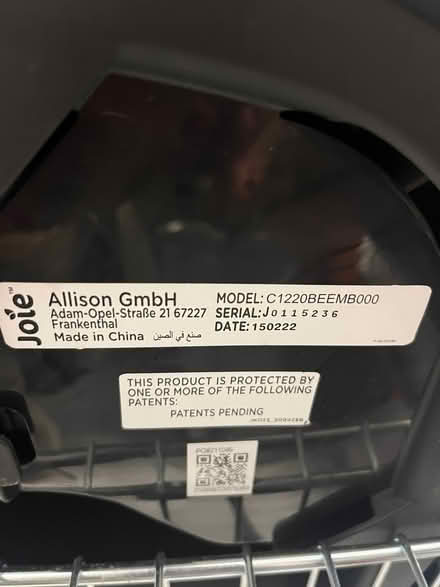 Joie™
Allison GmbH
Adam-Opel-Straße 21 67227
Frankenthal
Made in China صنع في الصين
MODEL: C1220BEEMB000
SERIAL: J0115236
DATE: 150222
THIS PRODUCT IS PROTECTED BY
ONE OR MORE OF THE FOLLOWING
PATENTS:
PATENTS PENDING